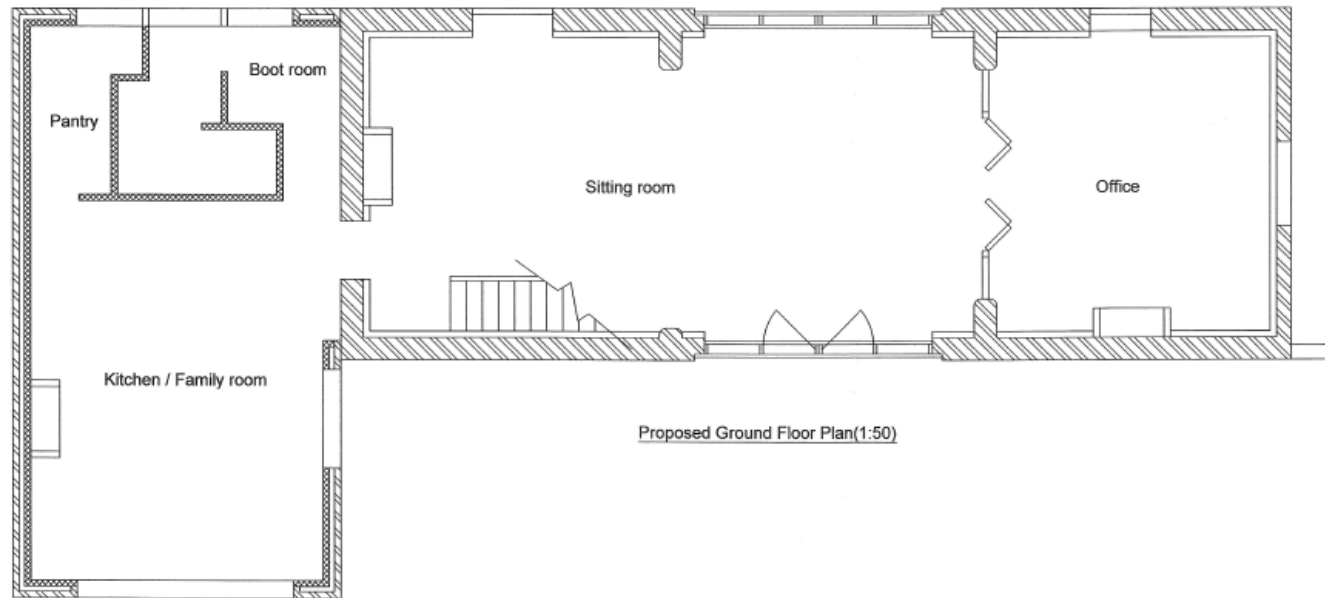 Boot room
Pantry
Sitting room
Office
Kitchen / Family room
Proposed Ground Floor Plan(1:50)